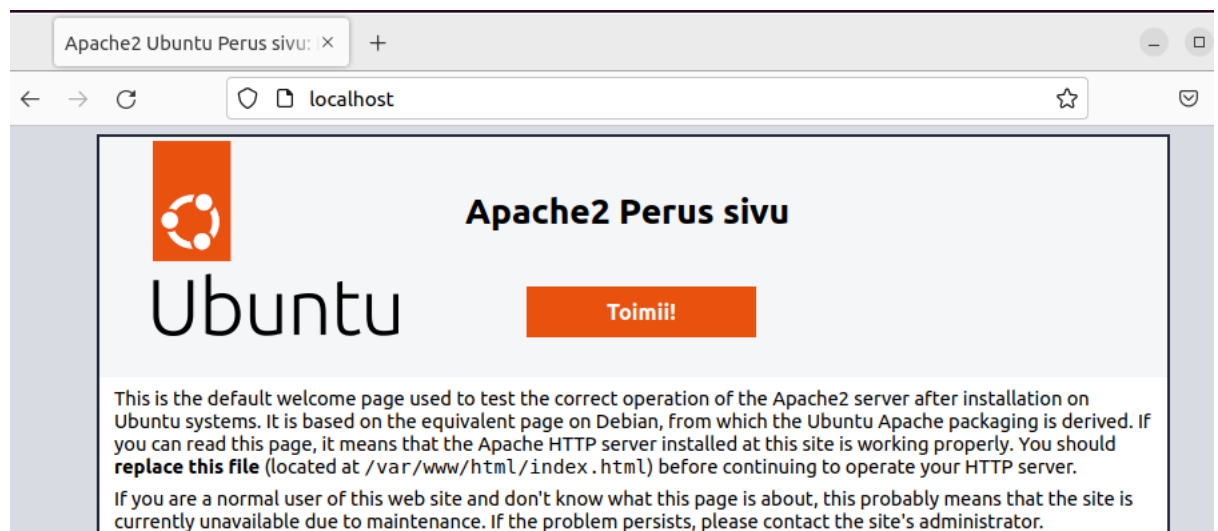 Apache2 Ubuntu Perus sivu:
localhost
Apache2 Perus sivu
Ubuntu
Toimii!
This is the default welcome page used to test the correct operation of the Apache2 server after installation on
Ubuntu systems. It is based on the equivalent page on Debian, from which the Ubuntu Apache packaging is derived. If
you can read this page, it means that the Apache HTTP server installed at this site is working properly. You should
replace this file (located at /var/www/html/index.html) before continuing to operate your HTTP server.
If you are a normal user of this web site and don't know what this page is about, this probably means that the site is
currently unavailable due to maintenance. If the problem persists, please contact the site's administrator.